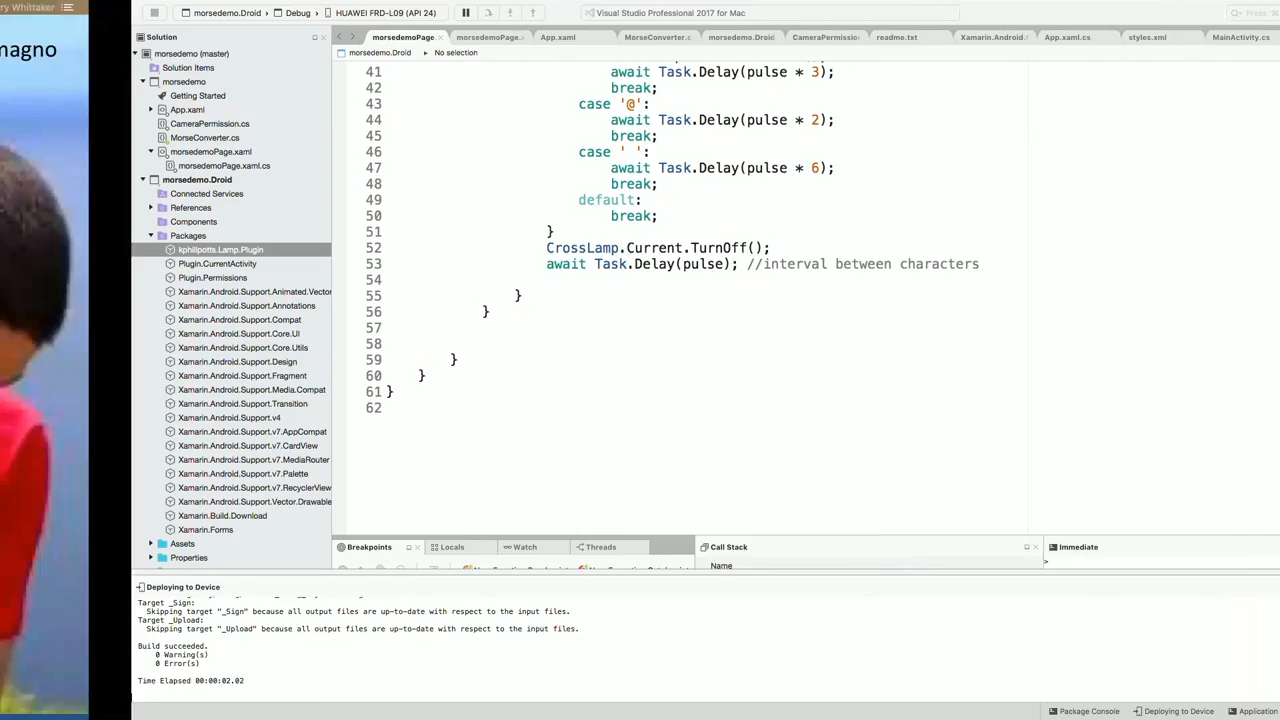 ry Whittaker
magno
morsedemo.Droid
Debug
HUAWEI FRD-L09 (API 24)
Visual Studio Professional 2017 for Mac
Solution
morsedemo (master)
Solution Items
morsedemo
Getting Started
App.xaml
CameraPermission.cs
MorseConverter.cs
morsedemoPage.xaml
morsedemoPage.xaml.cs
morsedemo.Droid
Connected Services
References
Components
Packages
kphillpotts.Lamp.Plugin
Plugin.CurrentActivity
Plugin.Permissions
Xamarin.Android.Support.Animated.Vector
Xamarin.Android.Support.Annotations
Xamarin.Android.Support.Compat
Xamarin.Android.Support.Core.UI
Xamarin.Android.Support.Core.Utils
Xamarin.Android.Support.Design
Xamarin.Android.Support.Fragment
Xamarin.Android.Support.Media.Compat
Xamarin.Android.Support.Transition
Xamarin.Android.Support.v4
Xamarin.Android.Support.v7.AppCompat
Xamarin.Android.Support.v7.CardView
Xamarin.Android.Support.v7.MediaRouter
Xamarin.Android.Support.v7.Palette
Xamarin.Android.Support.v7.RecyclerView
Xamarin.Android.Support.Vector.Drawable
Xamarin.Build.Download
Xamarin.Forms
Assets
Properties
morsedemoPage. morsedemoPage. App.xaml MorseConverter.c morsedemo.Droid CameraPermissio readme.txt Xamarin.Android. App.xaml.cs styles.xml MainActivity.cs
morsedemo.Droid No selection
41 await Task.Delay(pulse * 3);
42 break;
43 case '@':
44 await Task.Delay(pulse * 2);
45 break;
46 case ' ':
47 await Task.Delay(pulse * 6);
48 break;
49 default:
50 break;
51 }
52 CrossLamp.Current.TurnOff();
53 await Task.Delay(pulse); //interval between characters
54
55 }
56 }
57
58
59 }
60 }
61 }
62
Breakpoints
Locals
Watch
Threads
Call Stack
Name
Immediate
>
Deploying to Device
Target _Sign:
Skipping target "_Sign" because all output files are up-to-date with respect to the input files.
Target _Upload:
Skipping target "_Upload" because all output files are up-to-date with respect to the input files.
Build succeeded.
0 Warning(s)
0 Error(s)
Time Elapsed 00:00:02.02
Package Console
Deploying to Device
Application